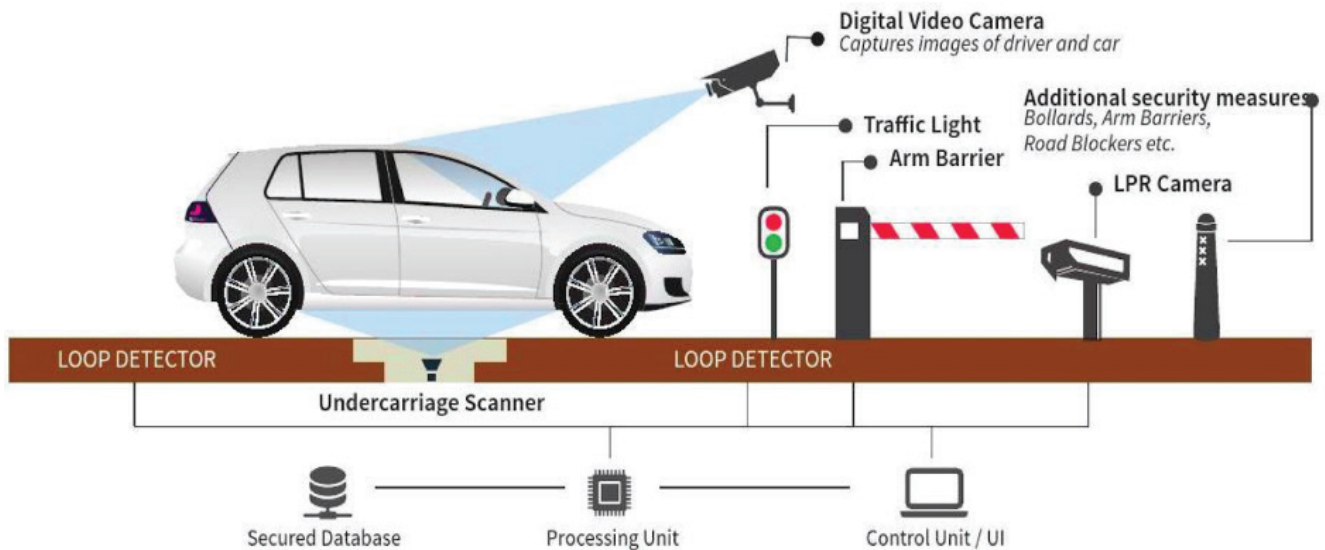 Digital Video Camera
Captures images of driver and car
Additional security measures
Bollards, Arm Barriers,
Road Blockers etc.
Traffic Light
Arm Barrier
LPR Camera
LOOP DETECTOR
LOOP DETECTOR
Undercarriage Scanner
Secured Database
Processing Unit
Control Unit / UI